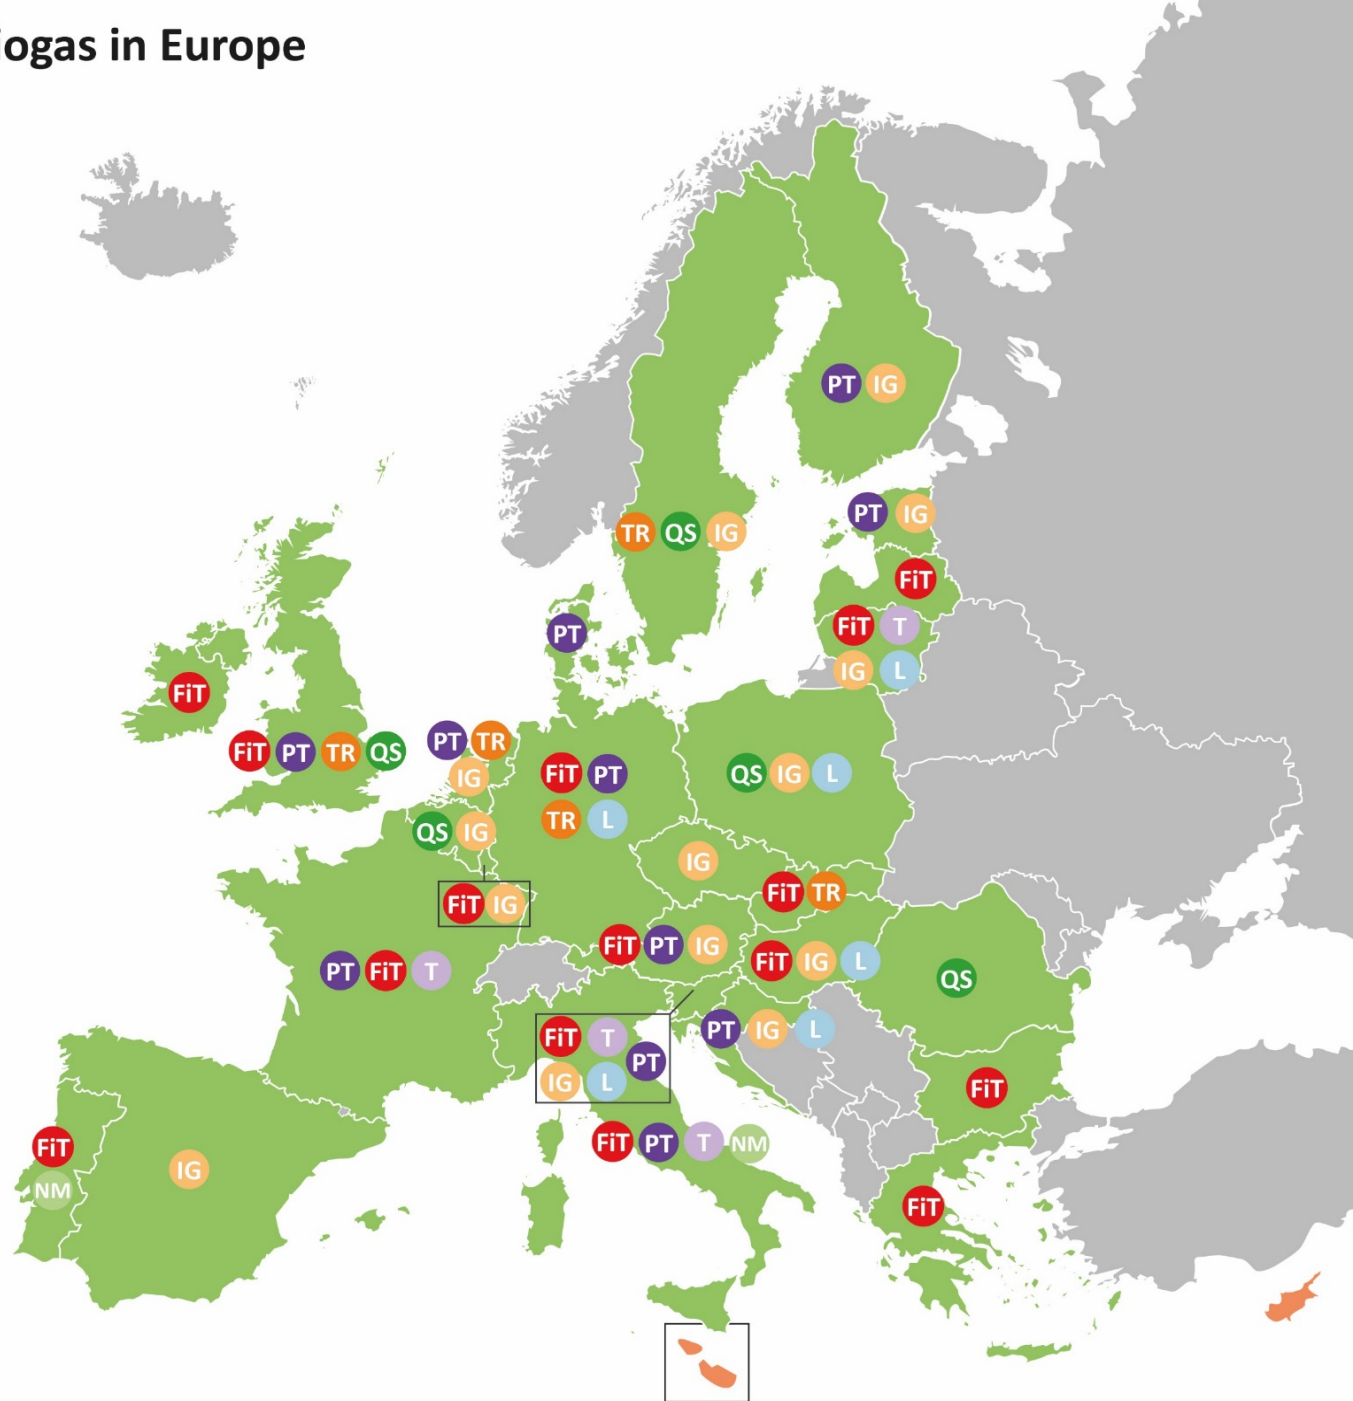 iogas in Europe
PT IG
PT IG
TR QS IG
FiT
FiT T
IG L
PT
FiT
FiT PT TR QS
PT TR
IG
FiT PT
TR L
QS IG L
QS IG
IG
FiT TR
FiT IG
FiT PT IG
FiT IG L
PT FiT T
QS
FiT T
PT
IG L
PT IG L
FiT
FiT PT T NM
FiT
NM
IG
FiT